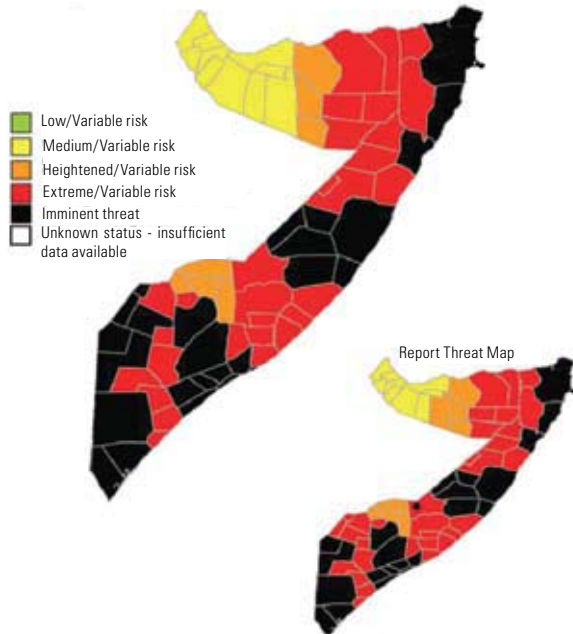 Low/Variable risk
Medium/Variable risk
Heightened/Variable risk
Extreme/Variable risk
Imminent threat
Unknown status - insufficient
data available
Report Threat Map